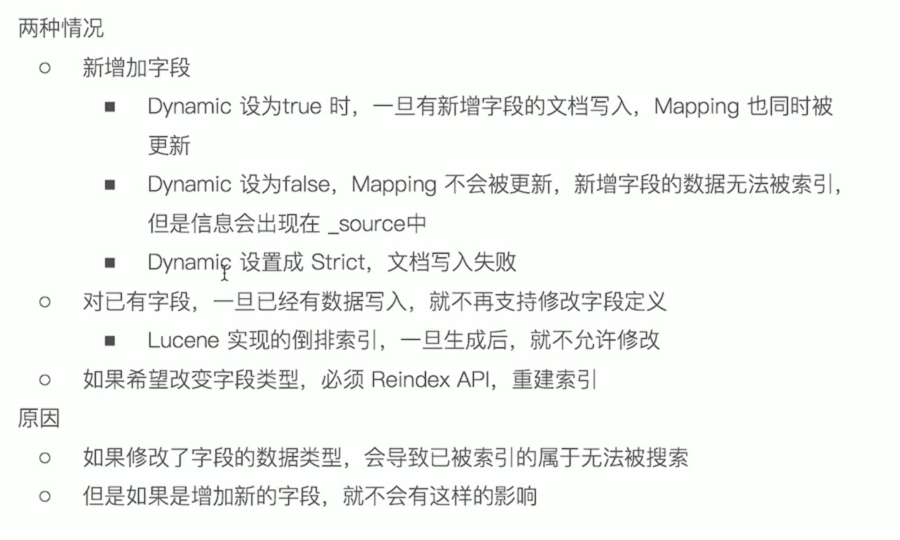 两种情况
○ 新增加字段
■ Dynamic 设为true 时，一旦有新增字段的文档写入，Mapping 也同时被
更新
■ Dynamic 设为false，Mapping 不会被更新，新增字段的数据无法被索引，
但是信息会出现在 _source中
■ Dynamic 设置成 Strict，文档写入失败
○ 对已有字段，一旦已经有数据写入，就不再支持修改字段定义
■ Lucene 实现的倒排索引，一旦生成后，就不允许修改
○ 如果希望改变字段类型，必须 Reindex API，重建索引
原因
○ 如果修改了字段的数据类型，会导致已被索引的属于无法被搜索
○ 但是如果是增加新的字段，就不会有这样的影响